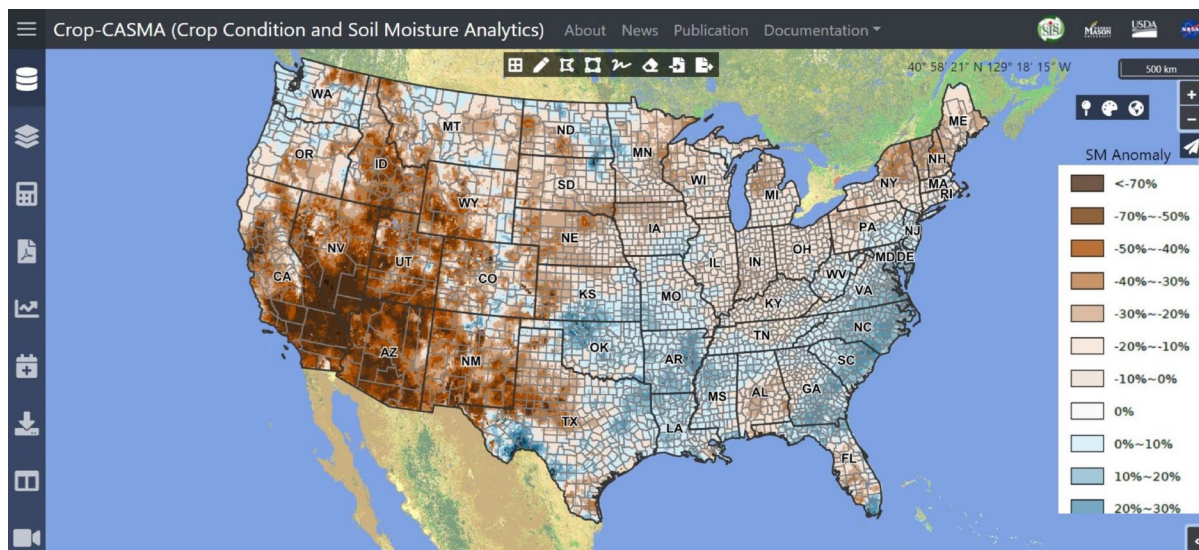 Crop-CASMA (Crop Condition and Soil Moisture Analytics) About News Publication Documentation
SIS
MASON
USDA
NASA
40° 58' 21" N 129° 18' 15" W
500 km
+
−
WA
MT
ND
MN
ME
OR
ID
SD
WI
MI
NY
NH
MA
RI
WY
NE
IA
PA
NJ
NV
UT
CO
IL
IN
OH
MD
DE
CA
KS
MO
WV
VA
KY
AZ
NM
OK
AR
TN
NC
SC
TX
LA
MS
AL
GA
FL
SM Anomaly
<-70%
-70%~-50%
-50%~-40%
-40%~-30%
-30%~-20%
-20%~-10%
-10%~0%
0%
0%~10%
10%~20%
20%~30%